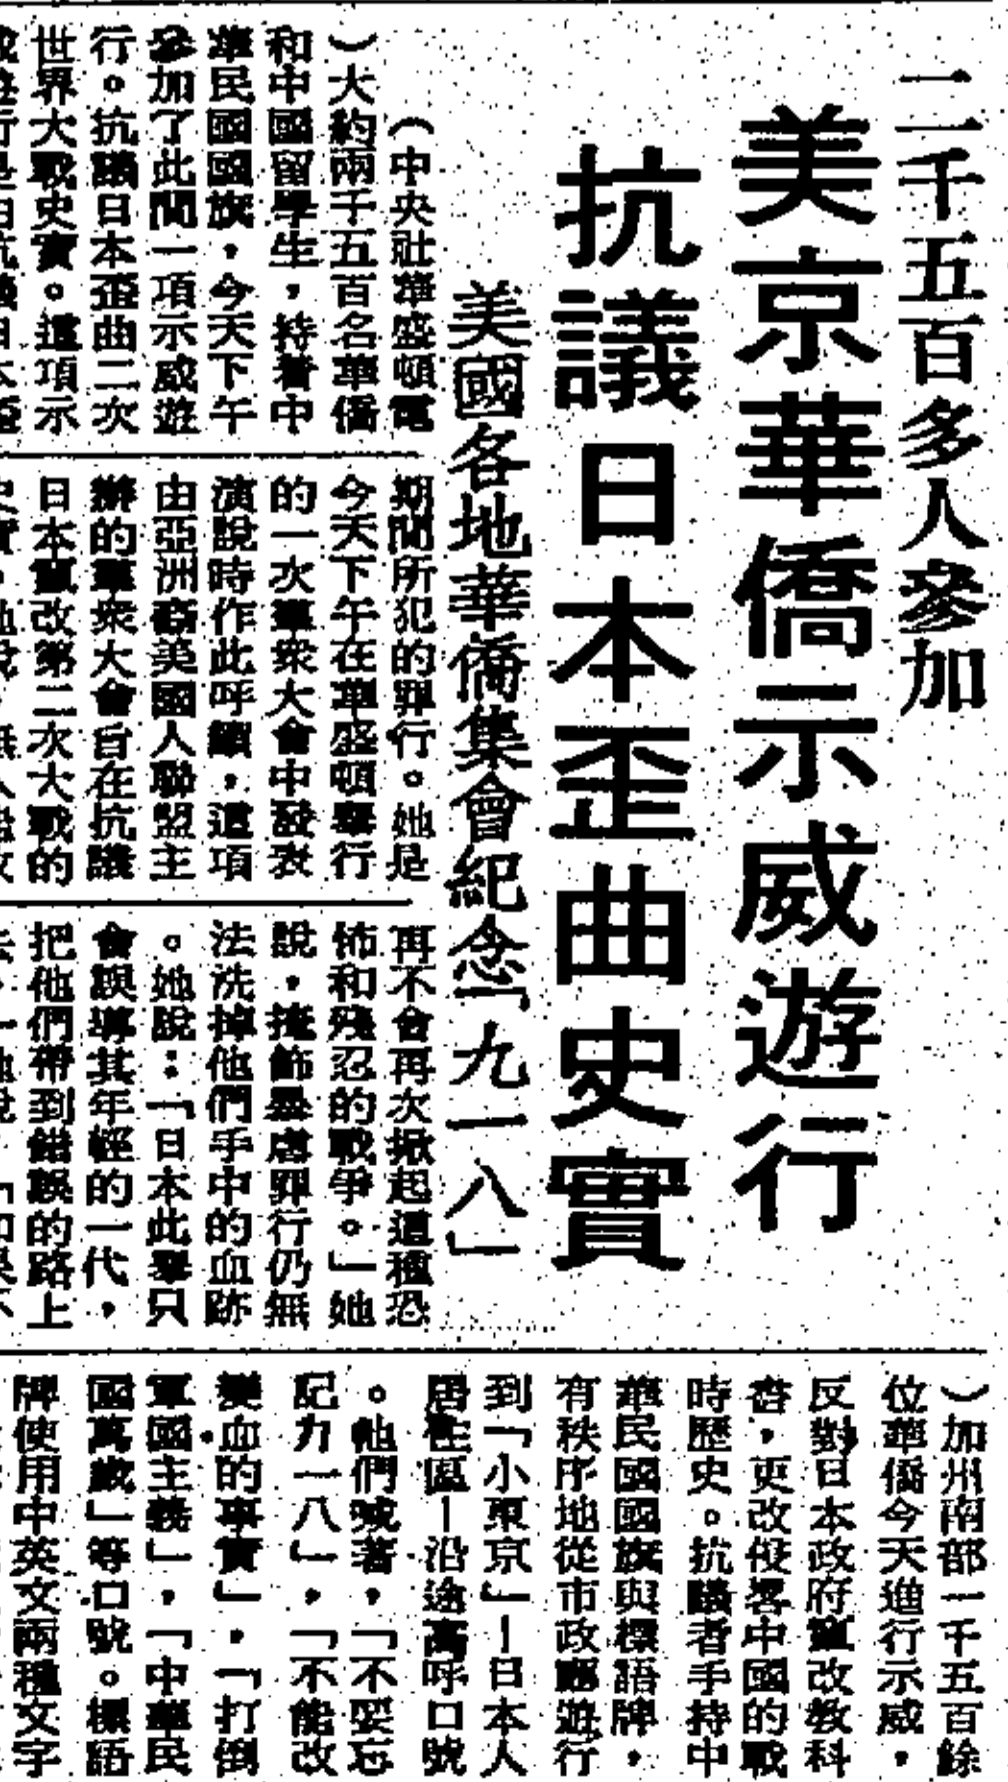 二千五百多人參加
美京華僑示威遊行
抗議日本歪曲史實
美國各地華僑集會紀念「九一八」
（中央社華盛頓電
）大約兩千五百名華僑
和中國留學生，持着中
華民國國旗，今天下午
參加了此間一項示威遊
行。抗議日本歪曲二次
世界大戰史實。這項示
期間所犯的罪行。她是
今天下午在華盛頓舉行
的一次羣衆大會中發表
演說時作此呼籲，這項
由亞洲裔美國人聯盟主
辦的羣衆大會旨在抗議
日本竄改第二次大戰的
再不會再次掀起這種恐
怖和殘忍的戰爭。」她
說，掩飾暴虐罪行仍無
法洗掉他們手中的血跡
。她說：「日本此舉只
會誤導其年輕的一代，
把他們帶到錯誤的路上
）加州南部一千五百餘
位華僑今天進行示威，
反對日本政府竄改教科
書，更改侵畧中國的戰
時歷史。抗議者手持中
華民國國旗與標語牌，
有秩序地從市政廳遊行
到「小東京」—日本人
居住區—沿途高呼口號
。他們喊著，「不要忘
記九一八」，「不能改
變血的事實」，「打倒
軍國主義」，「中華民
國萬歲」等口號。標語
牌使用中英文兩種文字